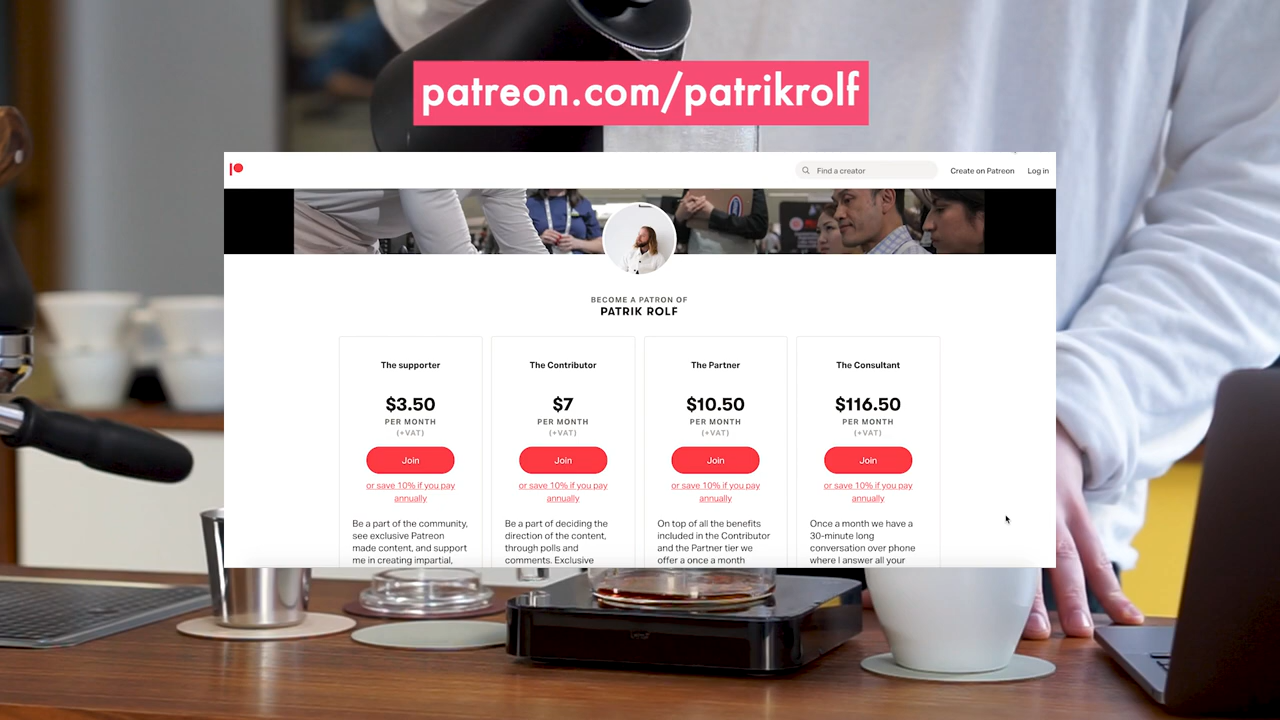 patreon.com/patrikrolf
Find a creator
Create on Patreon
Log in
BECOME A PATRON OF
PATRIK ROLF
The supporter
$3.50
PER MONTH
(+VAT)
Join
or save 10% if you pay
annually
Be a part of the community,
see exclusive Patreon
made content, and support
me in creating impartial,
The Contributor
$7
PER MONTH
(+VAT)
Join
or save 10% if you pay
annually
Be a part of deciding the
direction of the content,
through polls and
comments. Exclusive
The Partner
$10.50
PER MONTH
(+VAT)
Join
or save 10% if you pay
annually
On top of all the benefits
included in the Contributor
and the Partner tier we
offer a once a month
The Consultant
$116.50
PER MONTH
(+VAT)
Join
or save 10% if you pay
annually
Once a month we have a
30-minute long
conversation over phone
where I answer all your